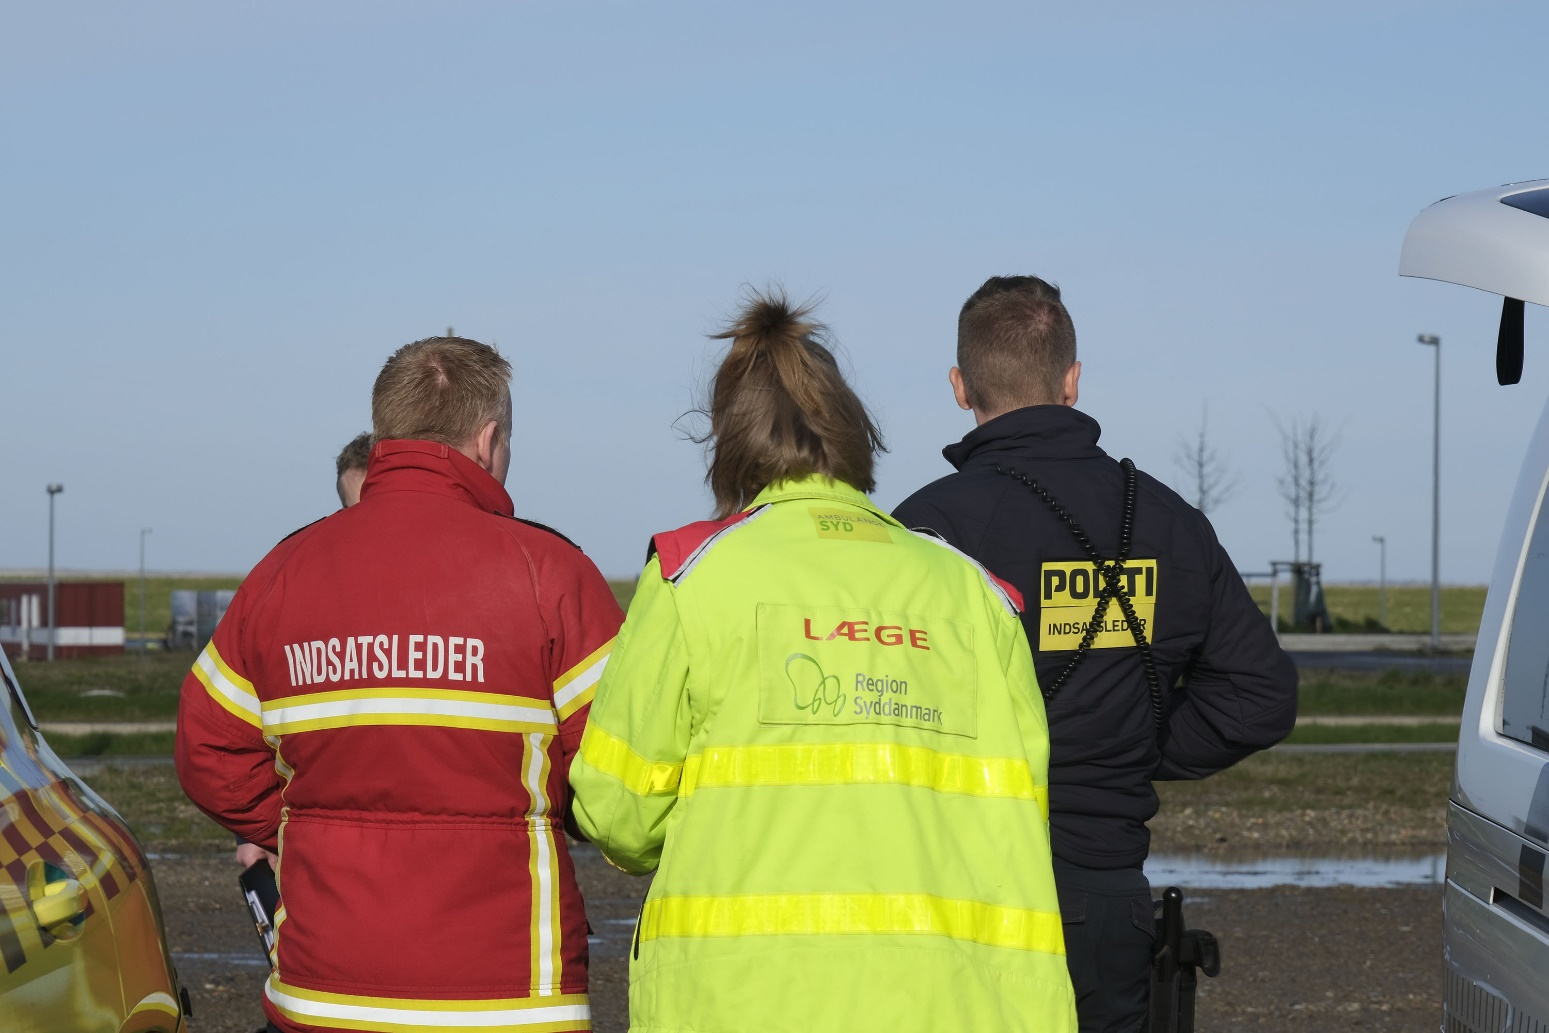 INDSATSLEDER
AMBULANCE
SYD
LÆGE
Region
Syddanmark
POLITI
INDSATSLEDER